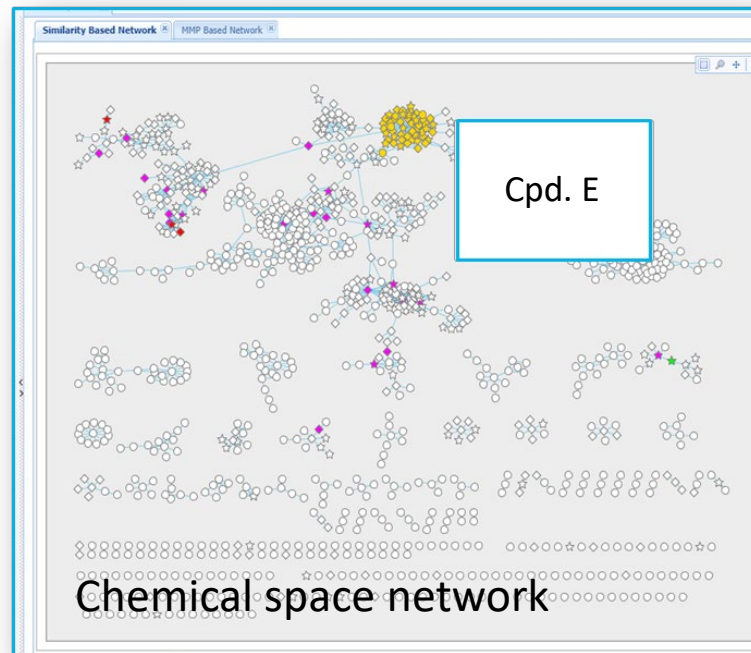 Similarity Based Network
MMP Based Network
Cpd. E
Chemical space network